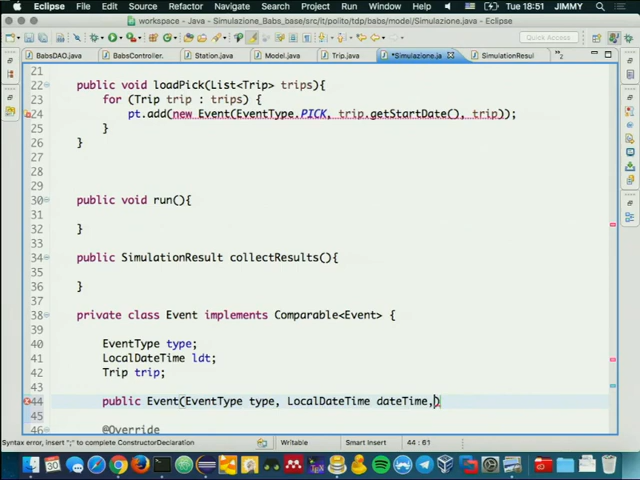 Eclipse File Edit Source Refactor Navigate Search Project Run Window Help Tue 18:51 JIMMY
workspace - Java - Simulazione_Babs_base/src/it/polito/tdp/babs/model/Simulazione.java - Eclipse
Quick Access
BabsDAO.java BabsController. Station.java Model.java Trip.java *Simulazione.ja SimulationResul
21
22 public void loadPick(List<Trip> trips){
23 for (Trip trip : trips) {
24 pt.add(new Event(EventType.PICK, trip.getStartDate(), trip));
25 }
26 }
27
28
29
30 public void run(){
31
32 }
33
34 public SimulationResult collectResults(){
35
36 }
37
38 private class Event implements Comparable<Event> {
39
40 EventType type;
41 LocalDateTime ldt;
42 Trip trip;
43
44 public Event(EventType type, LocalDateTime dateTime,)
45
@Override
Syntax error, insert ";" to complete ConstructorDeclaration Writable Smart Insert 44 : 61